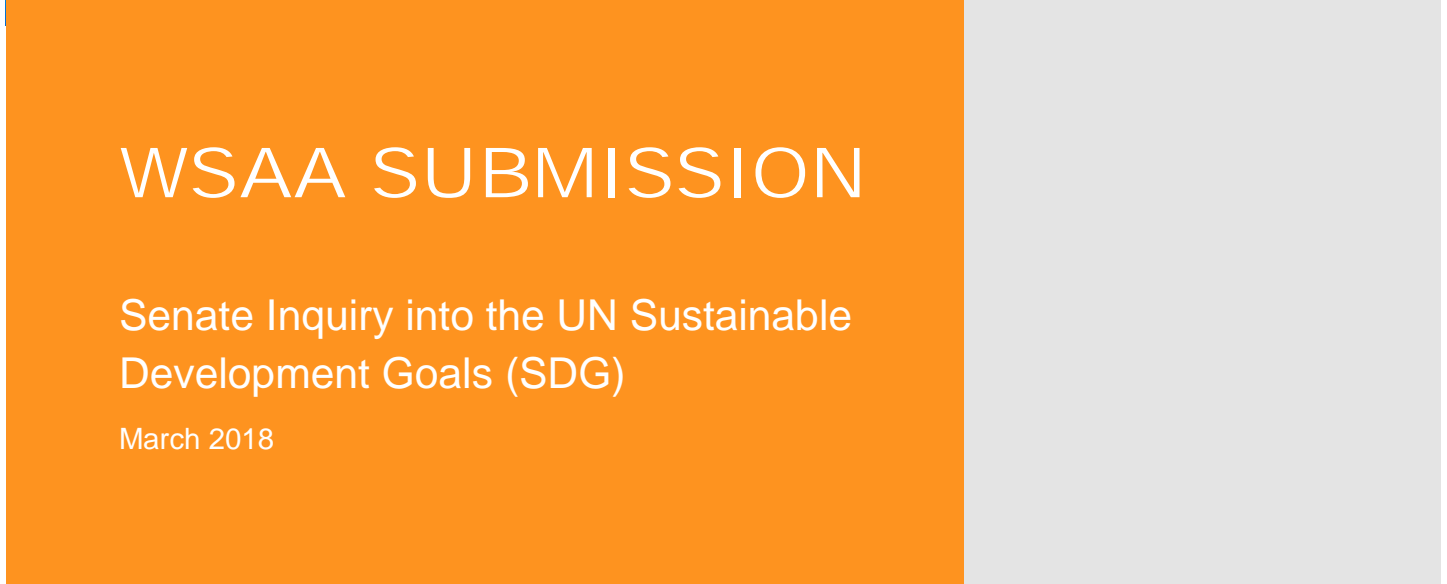 WSAA SUBMISSION
Senate Inquiry into the UN Sustainable
Development Goals (SDG)
March 2018